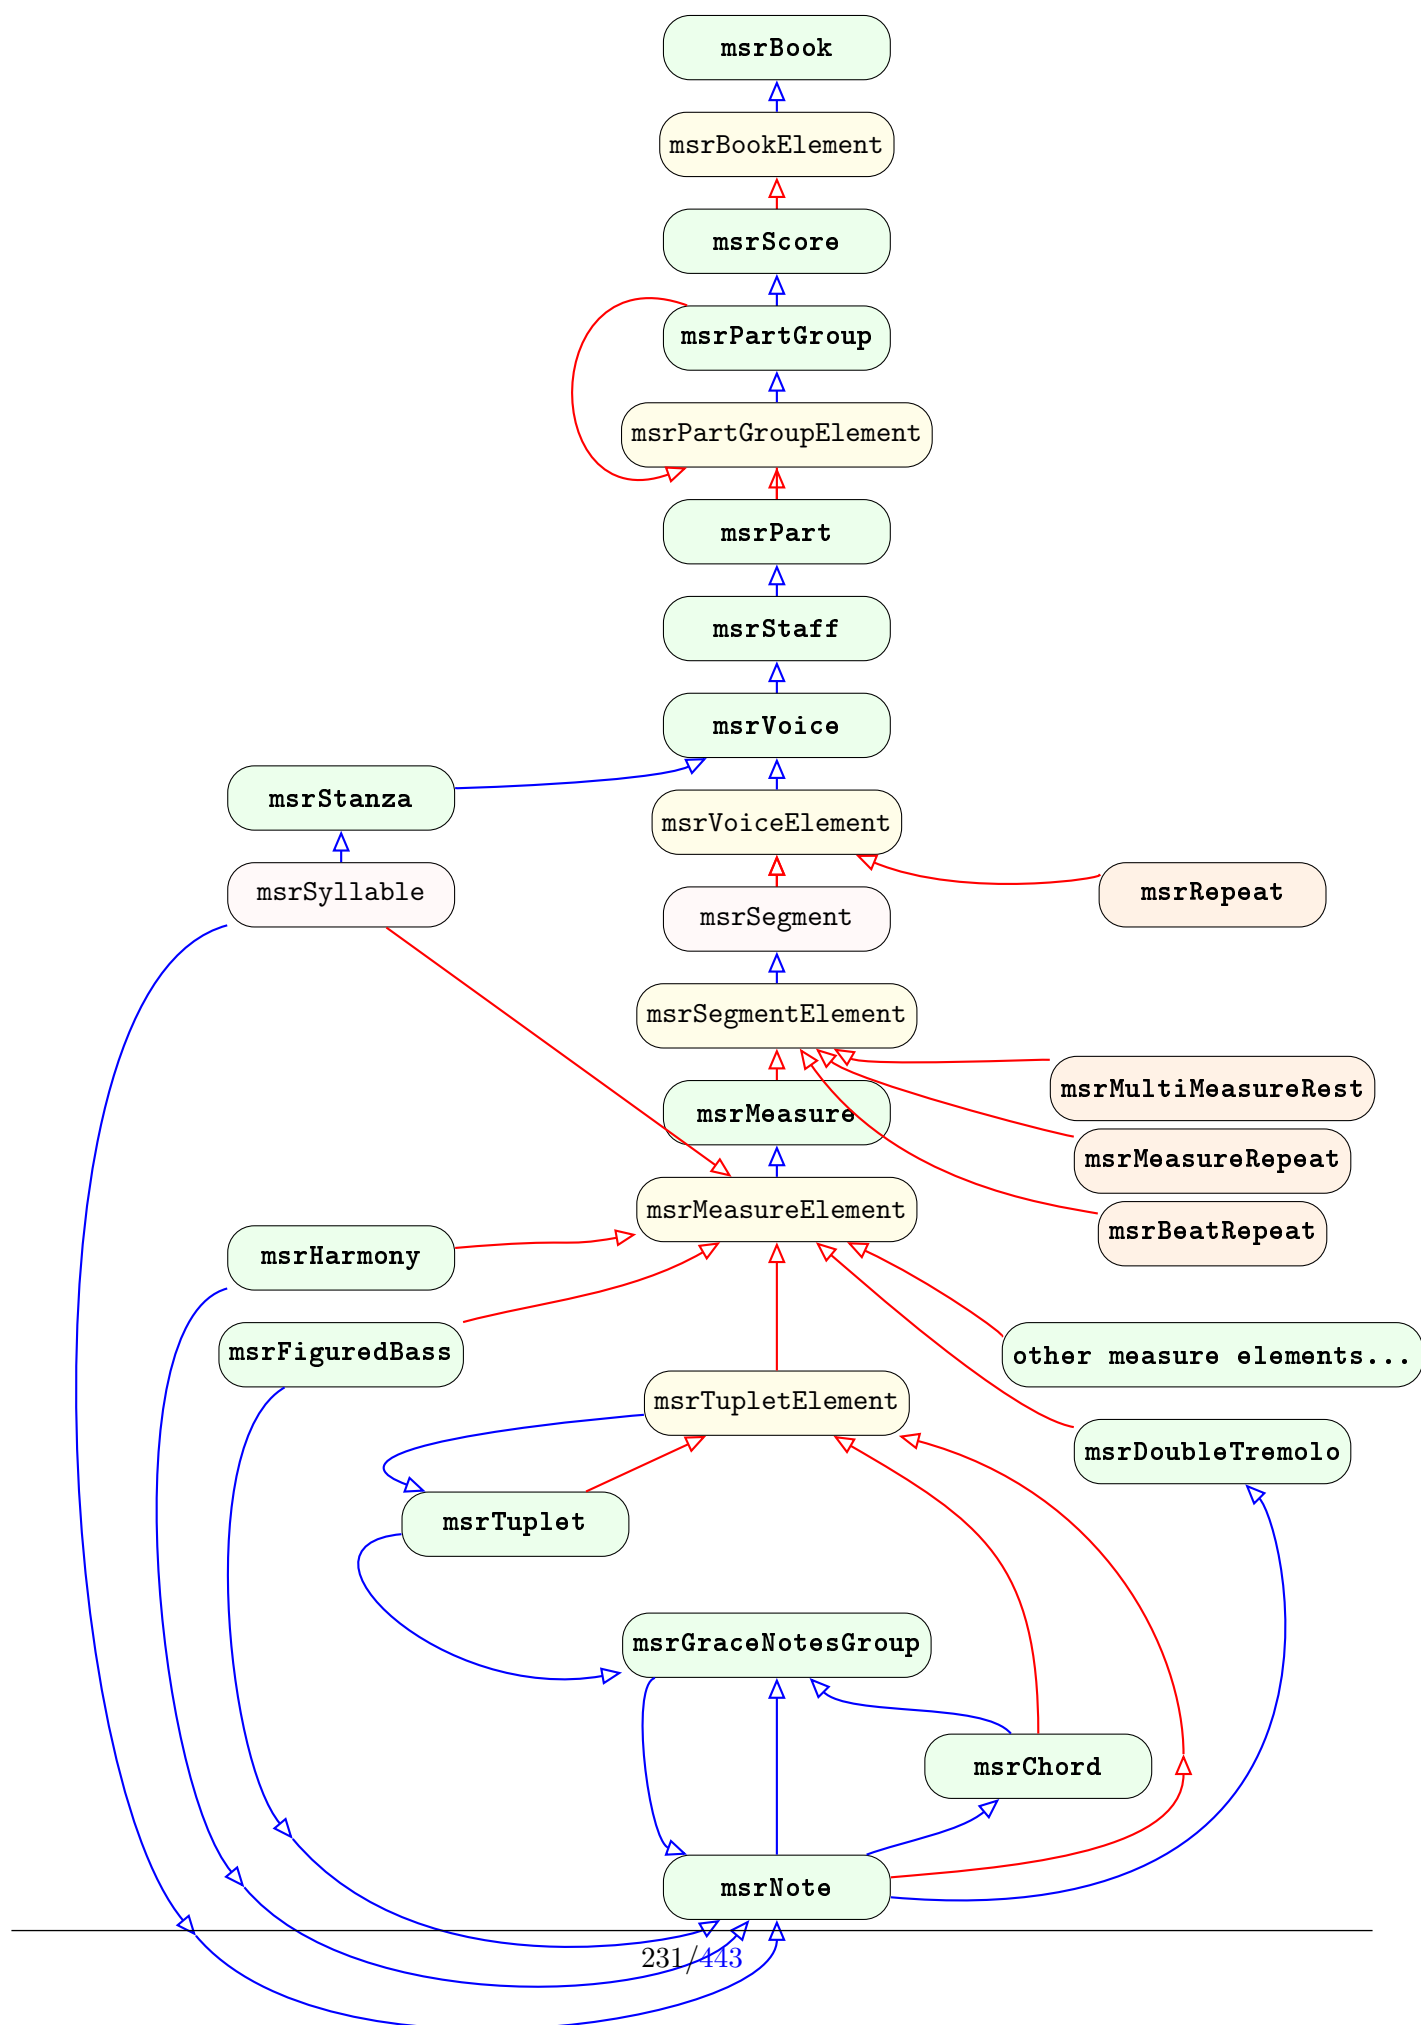 msrBook
msrBookElement
msrScore
msrPartGroup
msrPartGroupElement
msrPart
msrStaff
msrVoice
msrStanza
msrVoiceElement
msrSyllable
msrRepeat
msrSegment
msrSegmentElement
msrMultiMeasureRest
msrMeasure
msrMeasureRepeat
msrMeasureElement
msrBeatRepeat
msrHarmony
msrFiguredBass
other measure elements...
msrTupletElement
msrDoubleTremolo
msrTuplet
msrGraceNotesGroup
msrChord
msrNote
231/443